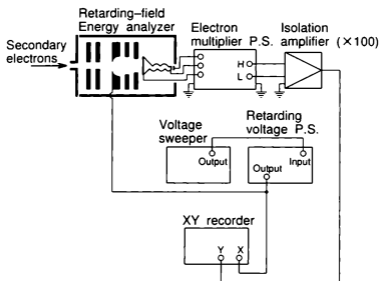 Retarding-field
Energy analyzer
Electron
multiplier P.S.
Isolation
amplifier (×100)
Secondary
electrons
H
L
Voltage
sweeper
Output
Retarding
voltage P.S.
Output
Input
XY recorder
Y
X